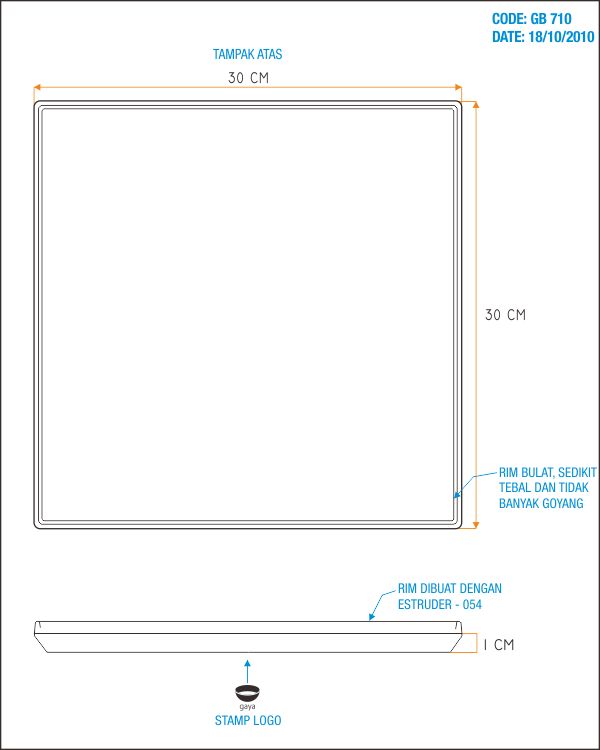 CODE: GB 710
DATE: 18/10/2010
TAMPAK ATAS
30 CM
30 CM
RIM BULAT, SEDIKIT
TEBAL DAN TIDAK
BANYAK GOYANG
RIM DIBUAT DENGAN
ESTRUDER - 054
1 CM
gaya
STAMP LOGO